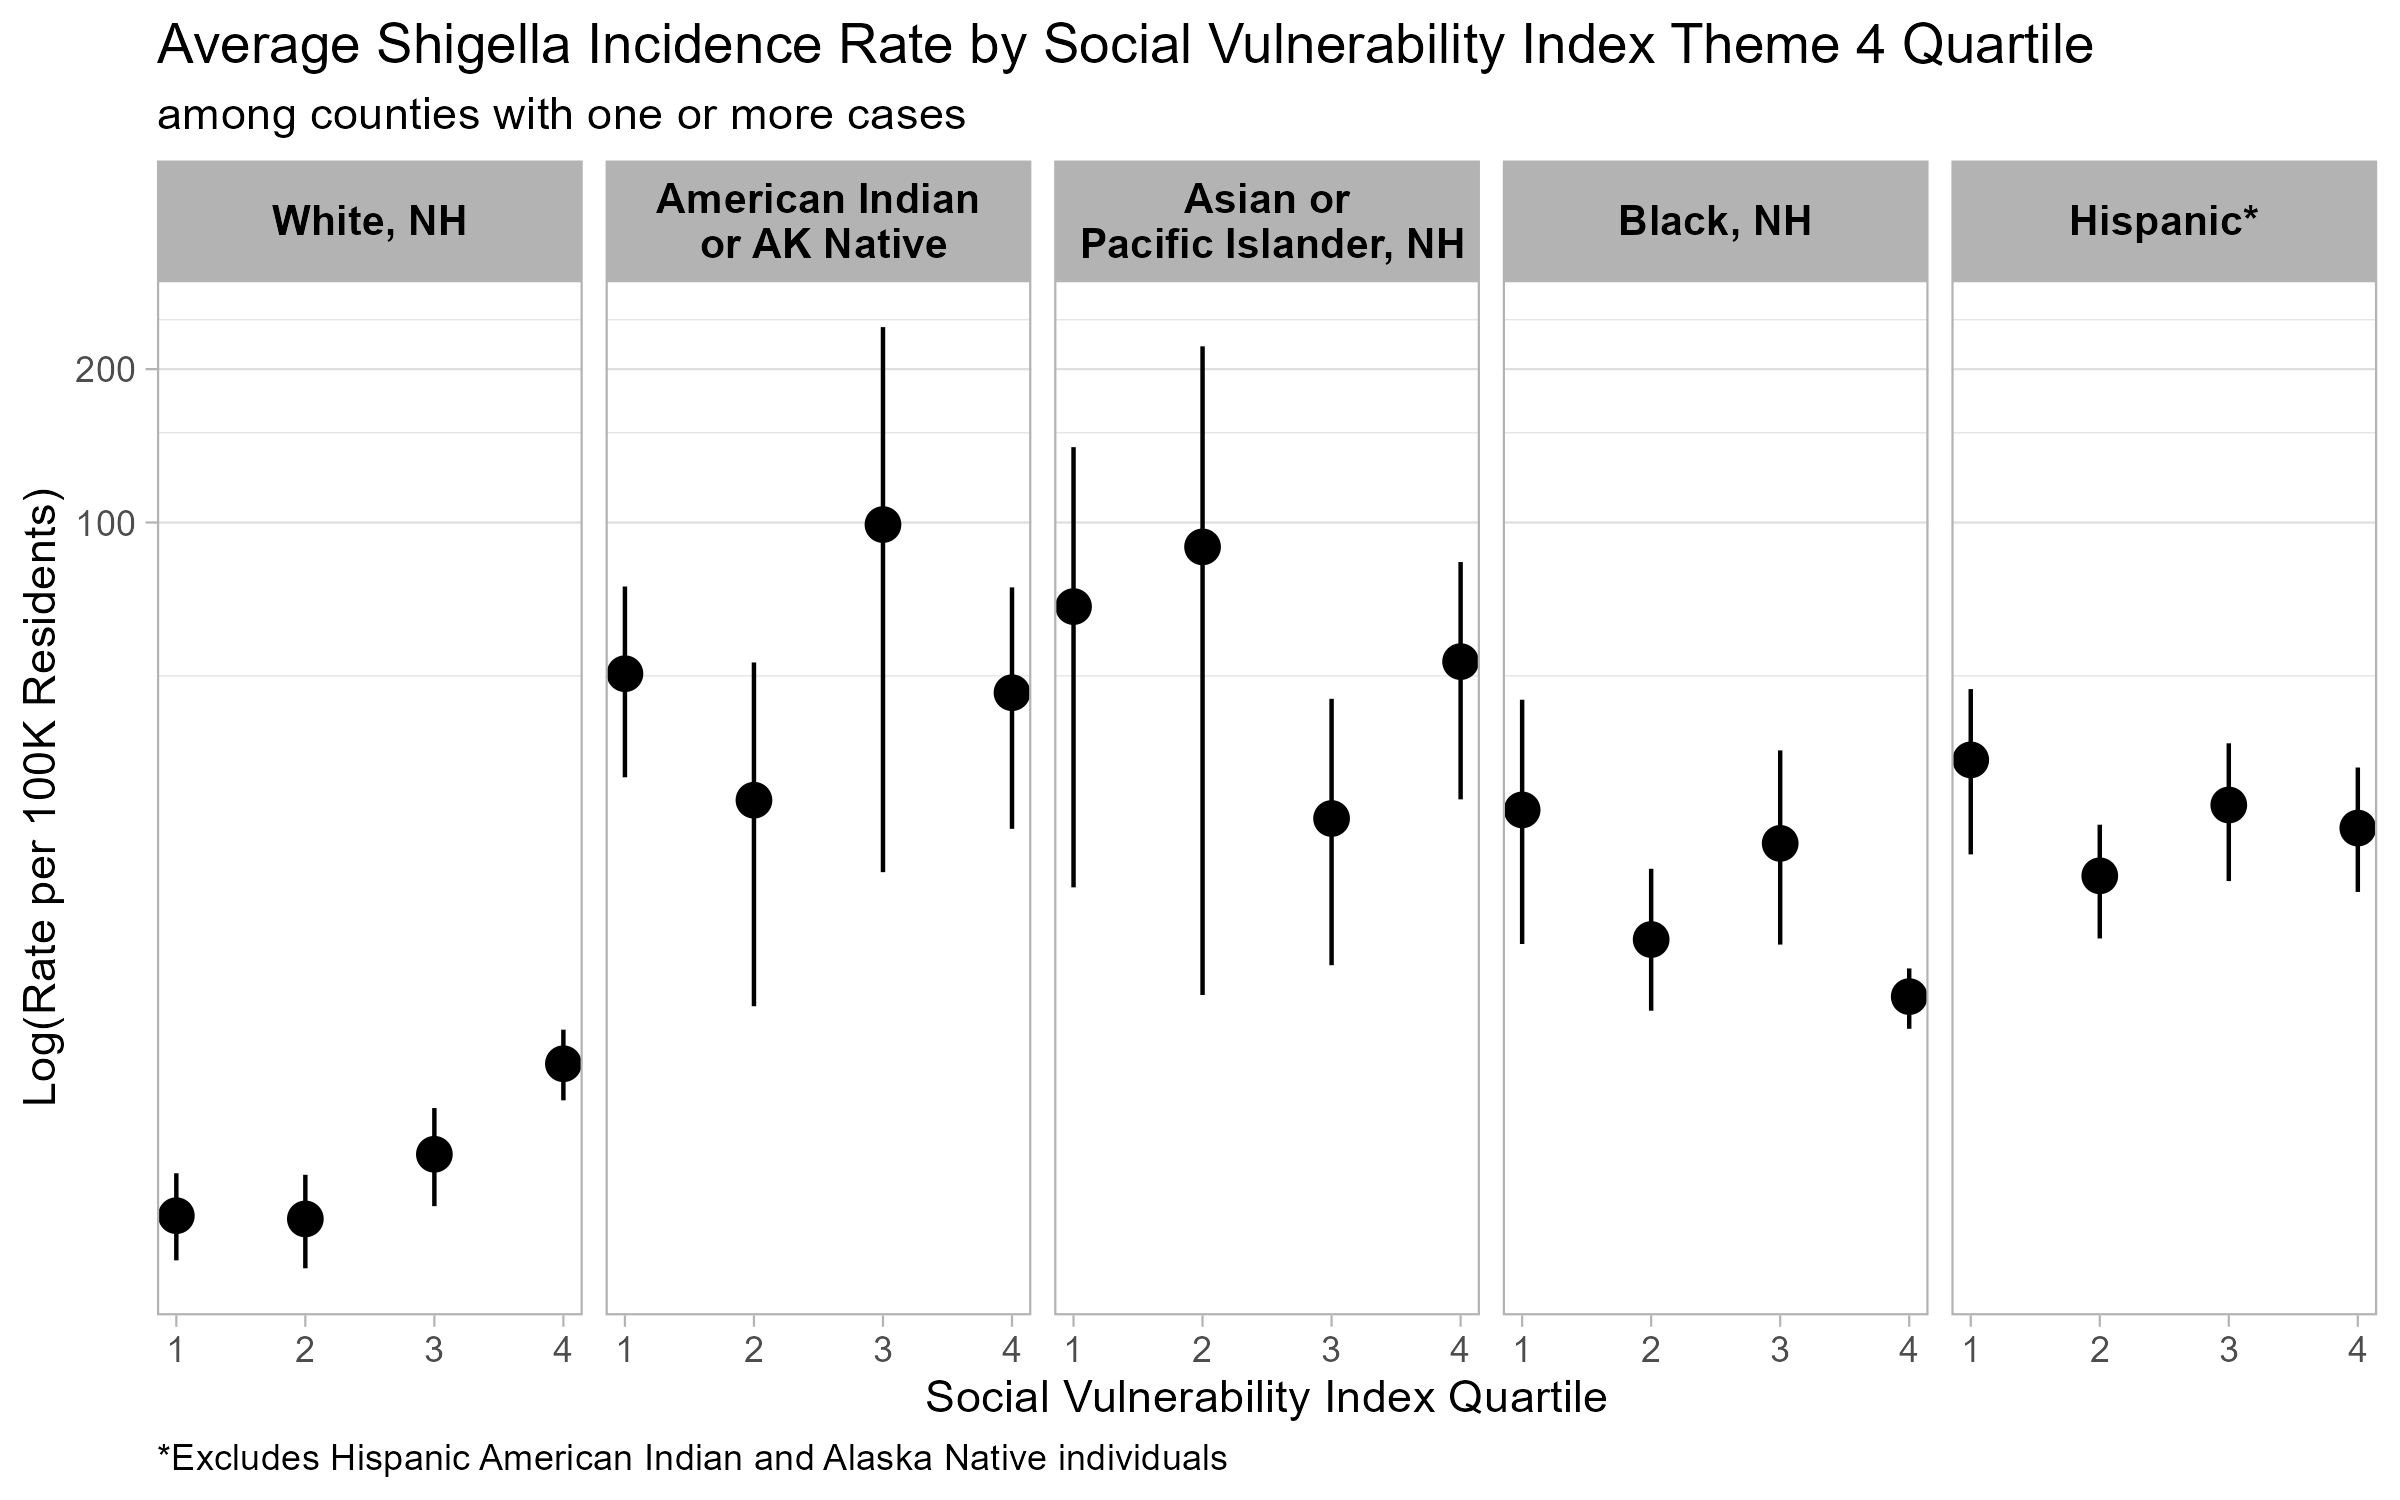 Average Shigella Incidence Rate by Social Vulnerability Index Theme 4 Quartile
among counties with one or more cases
White, NH
American Indian
or AK Native
Asian or
Pacific Islander, NH
Black, NH
Hispanic*
200
100
Log(Rate per 100K Residents)
1 2 3 4 1 2 3 4 1 2 3 4 1 2 3 4 1 2 3 4
Social Vulnerability Index Quartile
*Excludes Hispanic American Indian and Alaska Native individuals